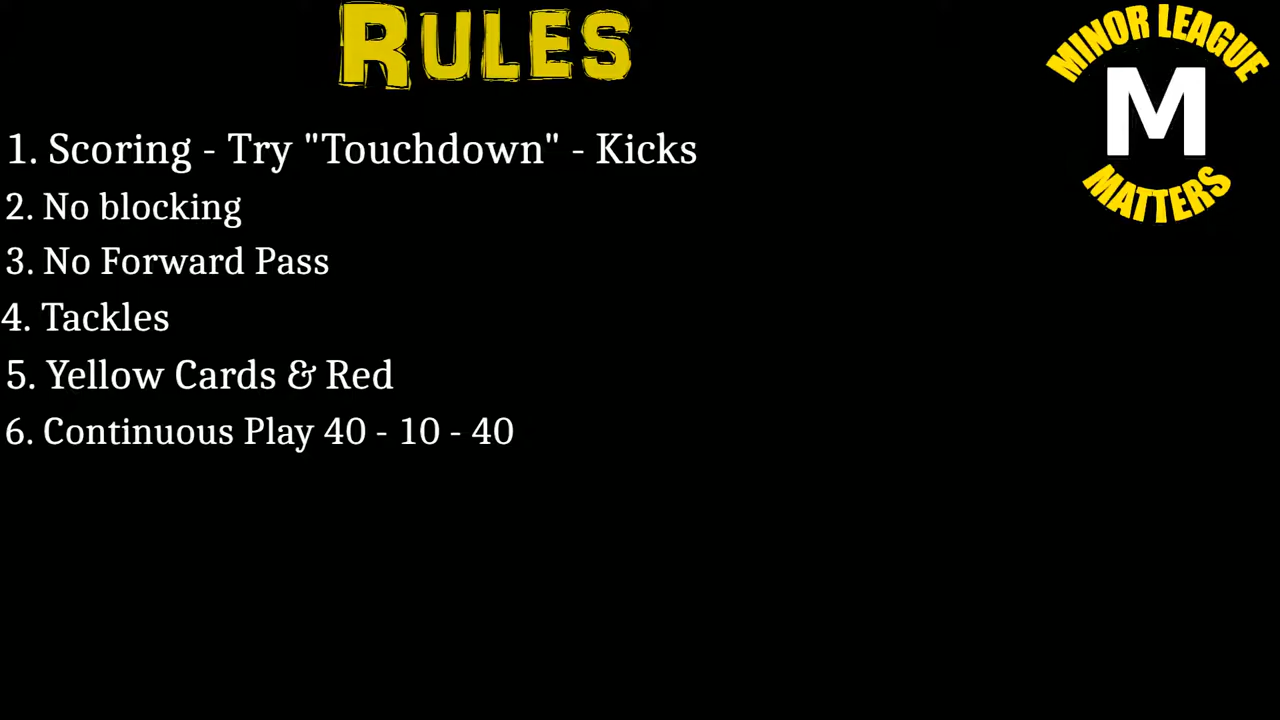 RULES
MINOR LEAGUE
M
MATTERS
1. Scoring - Try "Touchdown" - Kicks
2. No blocking
3. No Forward Pass
4. Tackles
5. Yellow Cards & Red
6. Continuous Play 40 - 10 - 40